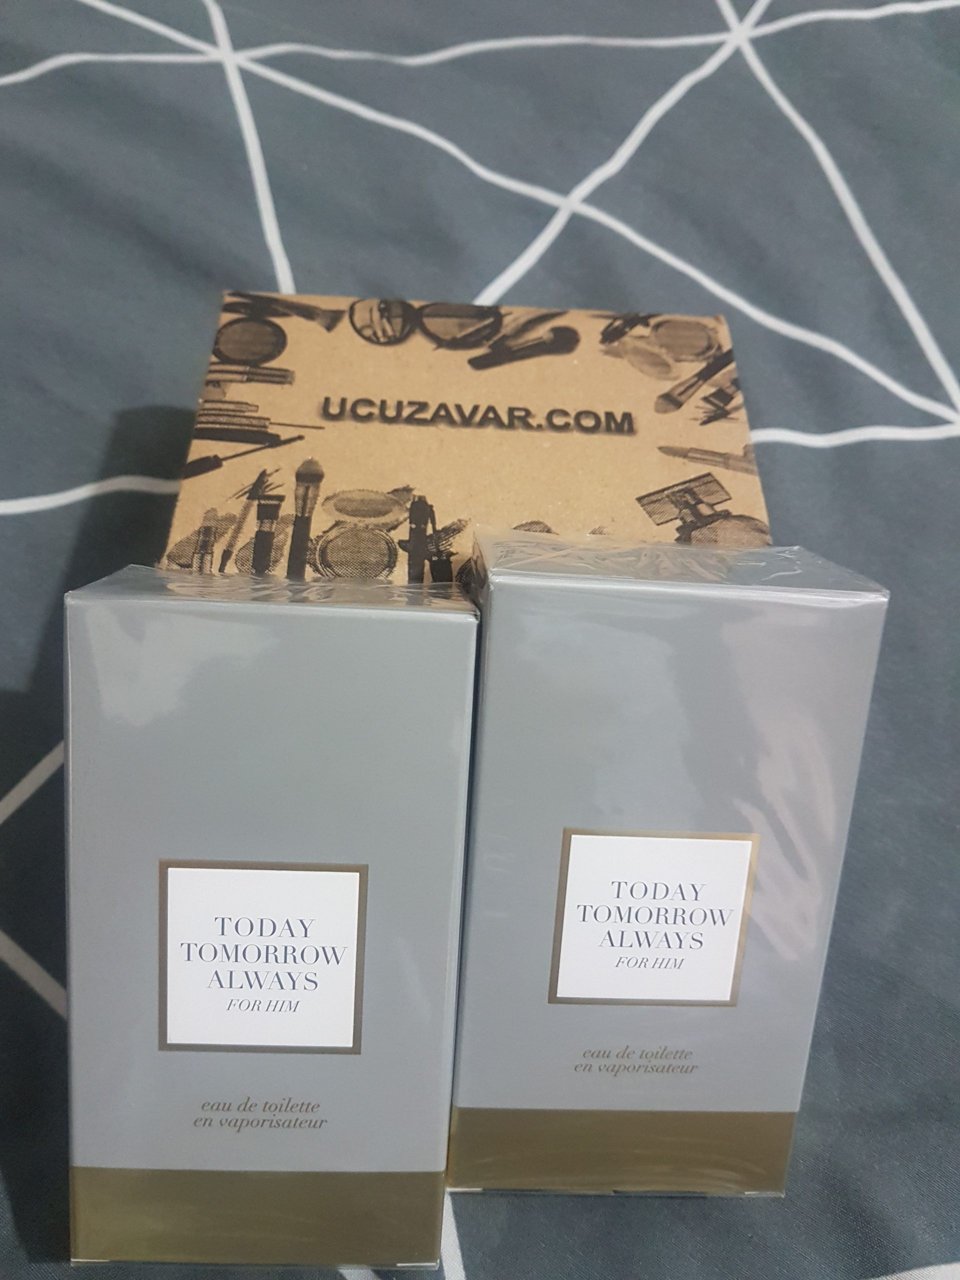 UCUZAVAR.COM
TODAY
TOMORROW
ALWAYS
FOR HIM
eau de toilette
en vaporisateur
TODAY
TOMORROW
ALWAYS
FOR HIM
eau de toilette
en vaporisateur